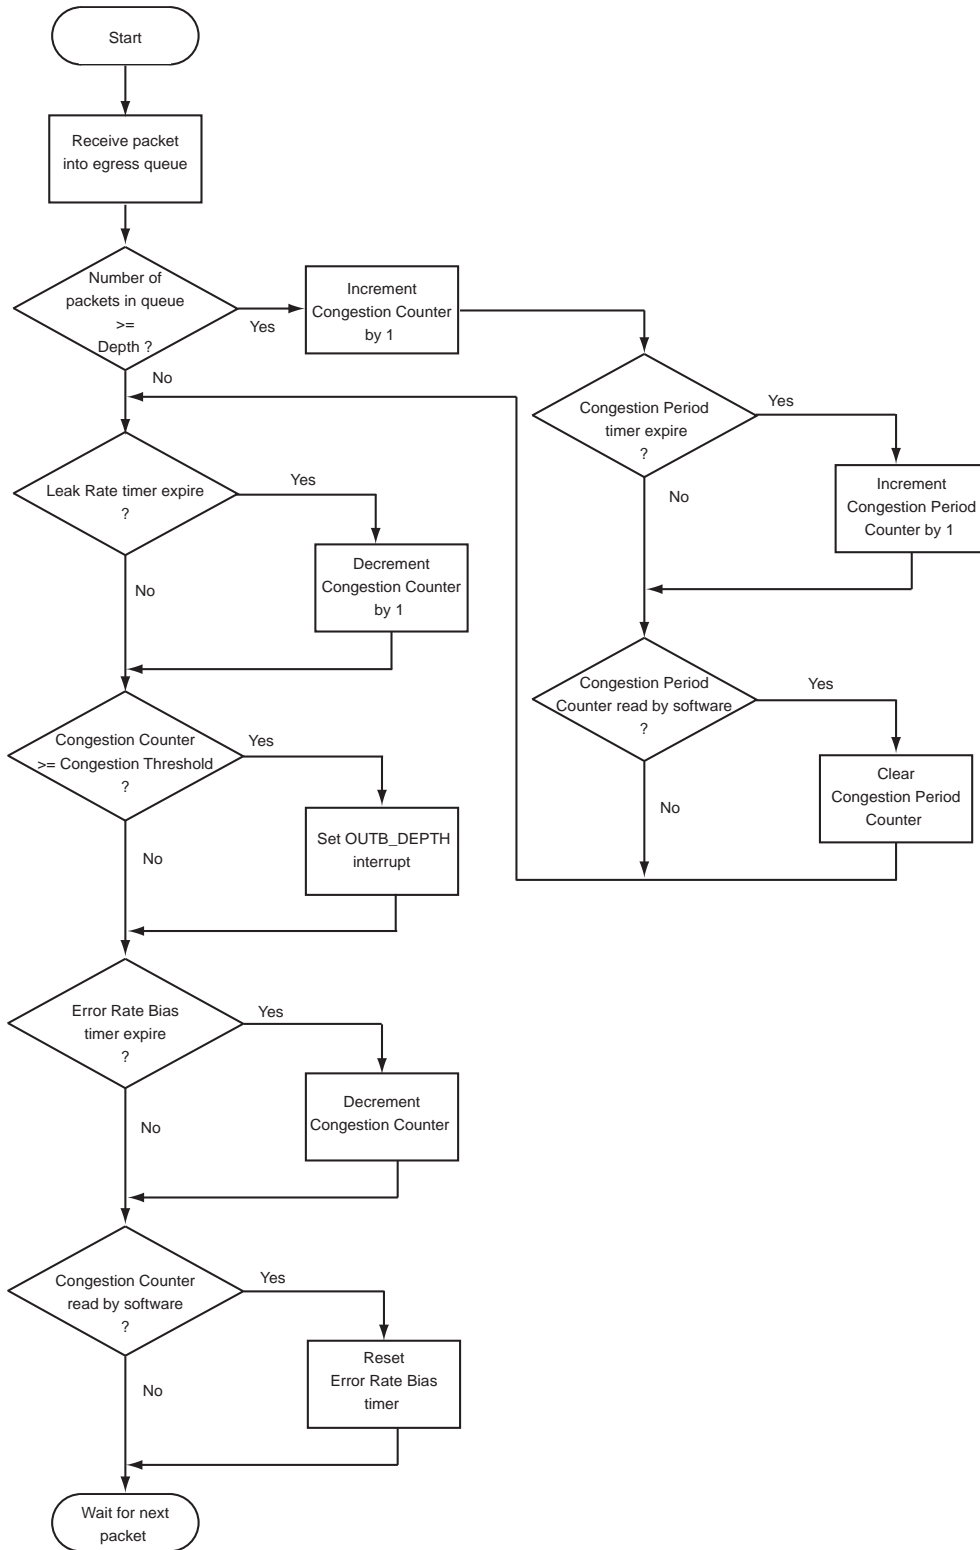 Start
Receive packet
into egress queue
Number of
packets in queue
>=
Depth ?
Yes
Increment
Congestion Counter
by 1
No
Congestion Period
timer expire
?
Yes
Increment
Congestion Period
Counter by 1
No
Leak Rate timer expire
?
Yes
Decrement
Congestion Counter
by 1
No
Congestion Period
Counter read by software
?
Yes
Clear
Congestion Period
Counter
No
Congestion Counter
>= Congestion Threshold
?
Yes
Set OUTB_DEPTH
interrupt
No
Error Rate Bias
timer expire
?
Yes
Decrement
Congestion Counter
No
Congestion Counter
read by software
?
Yes
Reset
Error Rate Bias
timer
No
Wait for next
packet